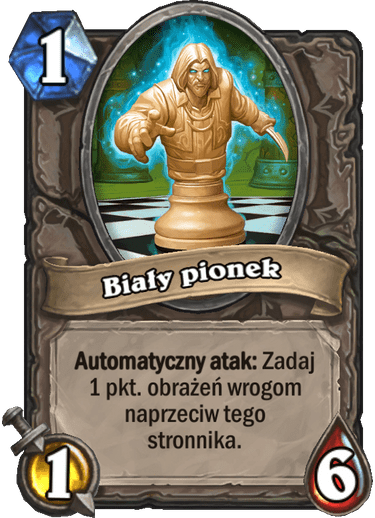 1
Biały pionek
Automatyczny atak: Zadaj
1 pkt. obrażeń wrogom
naprzeciw tego
stronnika.
1
6